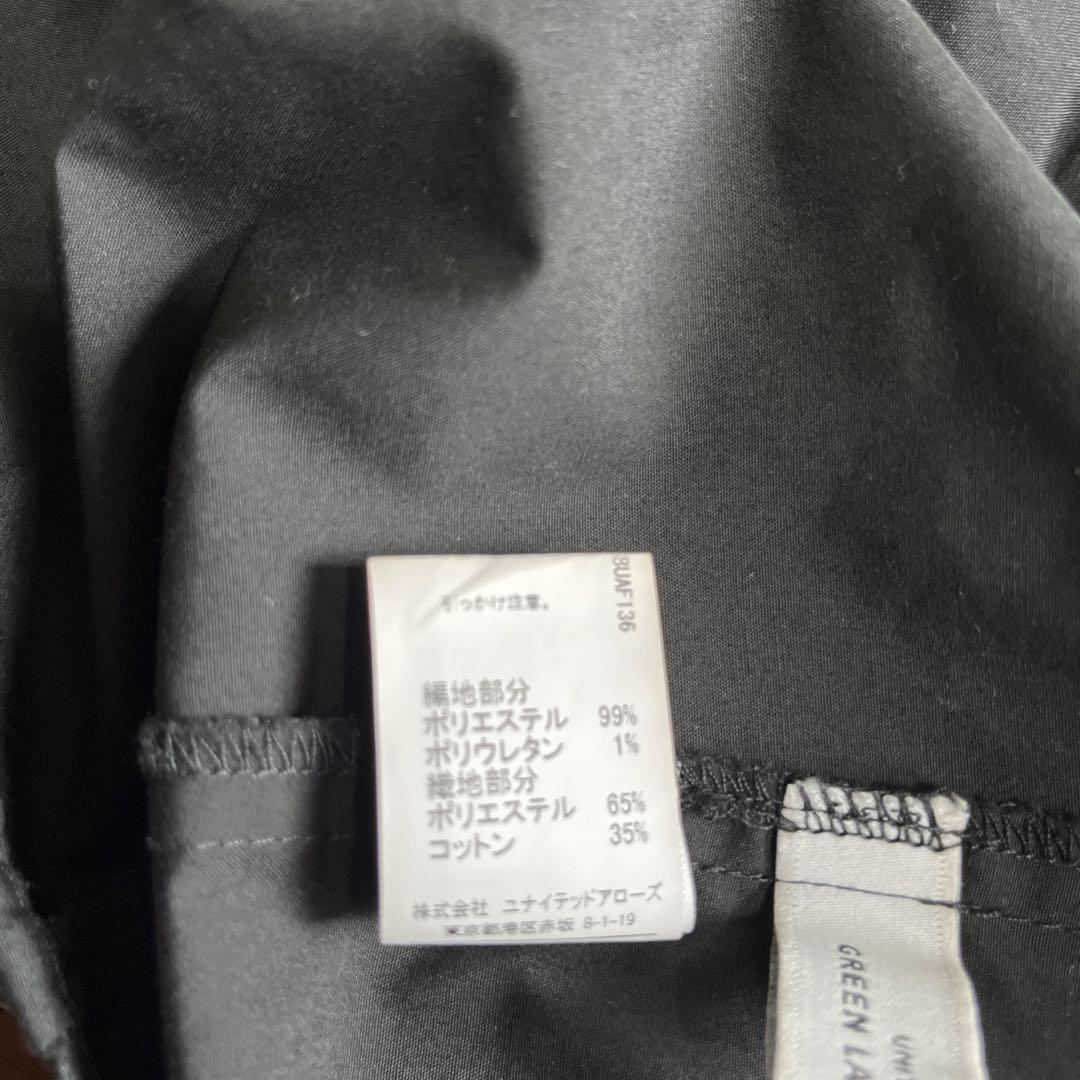 引っかけ注意。
8UAF136
編地部分
ポリエステル 99%
ポリウレタン 1%
織地部分
ポリエステル 65%
コットン 35%
株式会社 ユナイテッドアローズ
東京都港区赤坂 8-1-19
UNI
GREEN LA